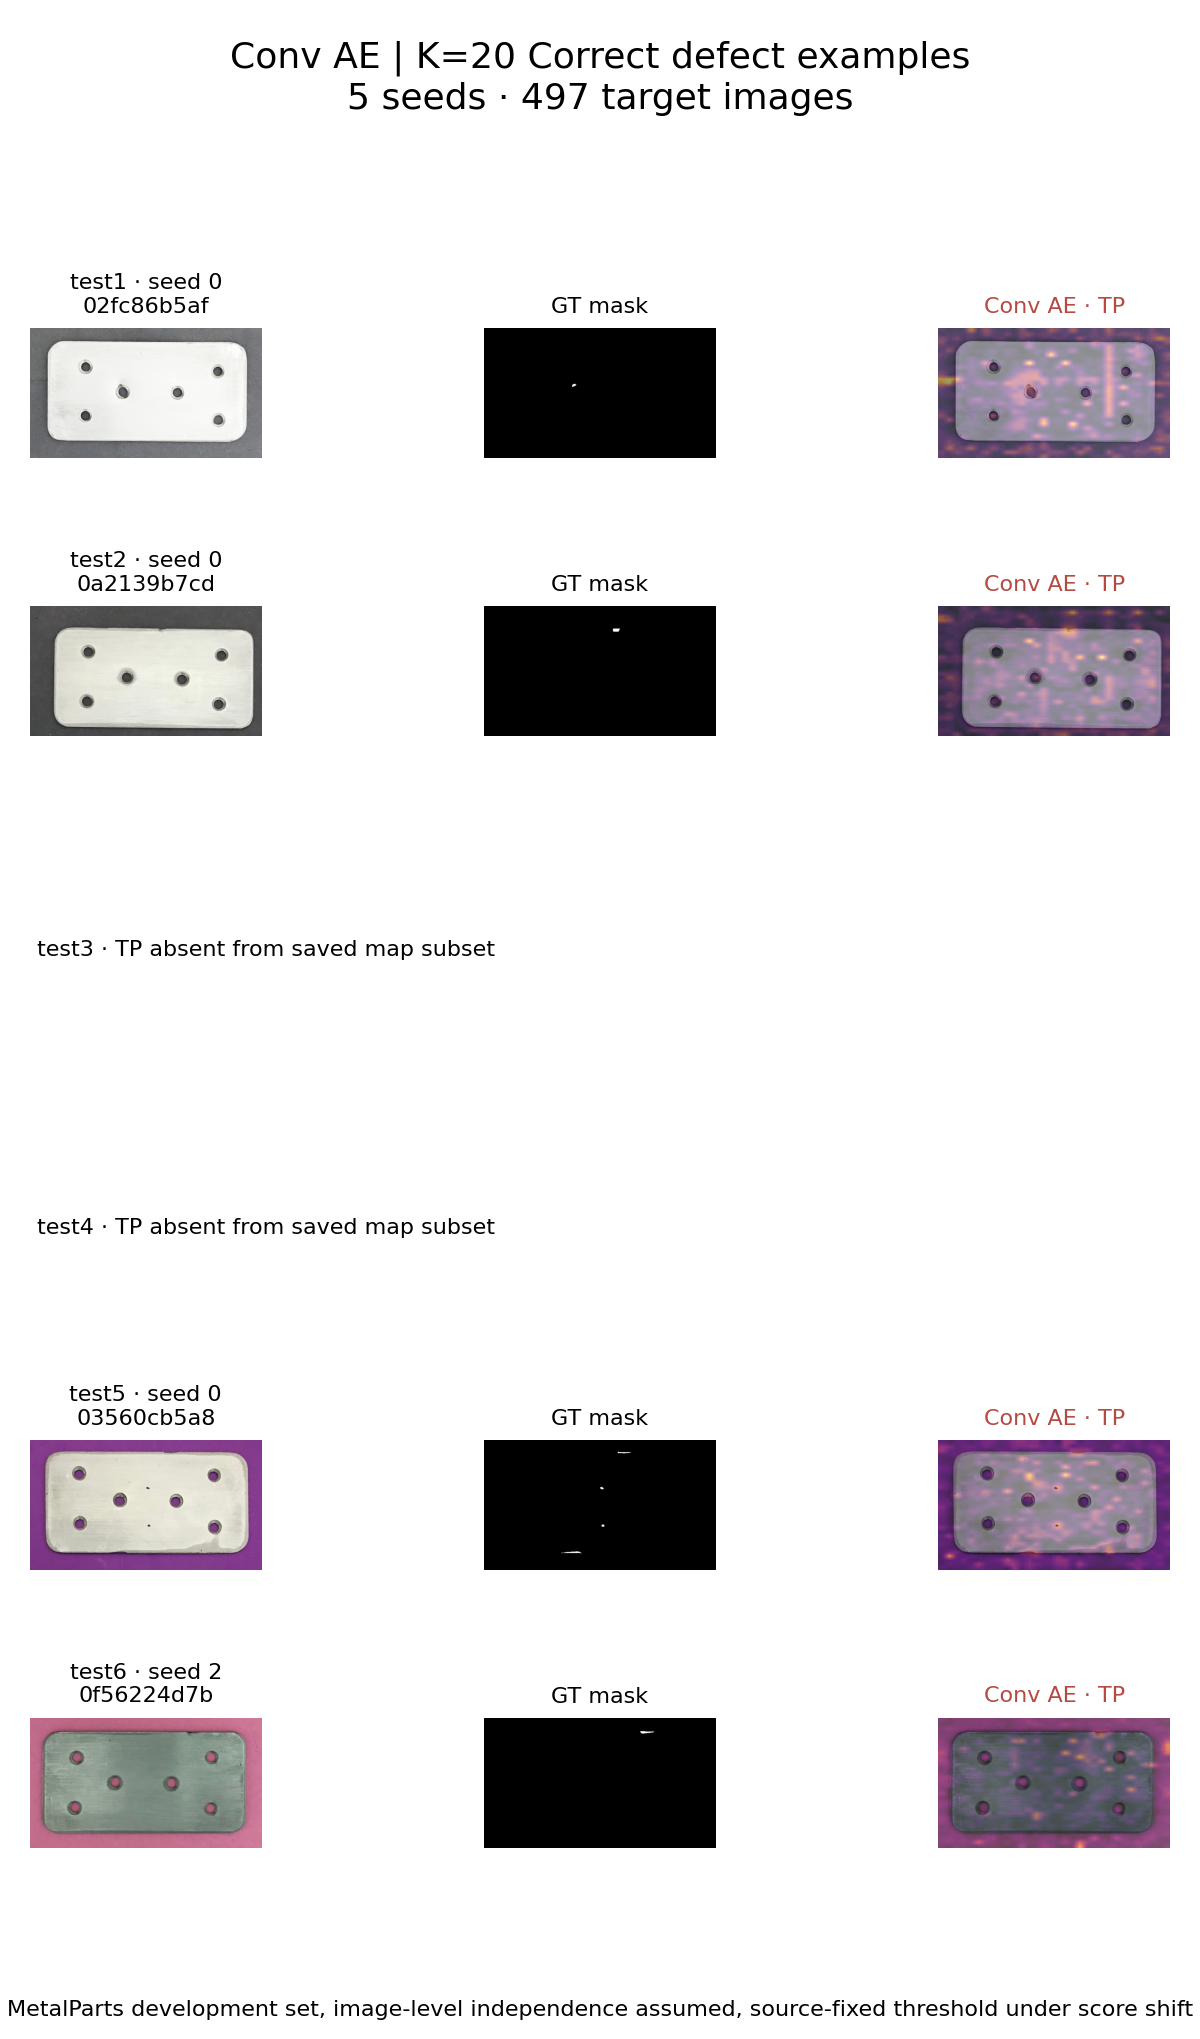 Conv AE | K=20 Correct defect examples
5 seeds · 497 target images
test1 · seed 0
02fc86b5af
GT mask
Conv AE · TP
test2 · seed 0
0a2139b7cd
GT mask
Conv AE · TP
test3 · TP absent from saved map subset
test4 · TP absent from saved map subset
test5 · seed 0
03560cb5a8
GT mask
Conv AE · TP
test6 · seed 2
0f56224d7b
GT mask
Conv AE · TP
MetalParts development set, image-level independence assumed, source-fixed threshold under score shift